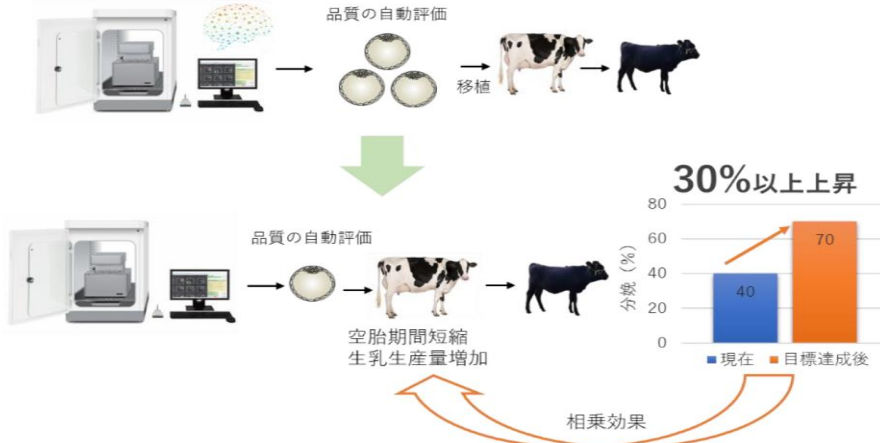 品質の自動評価
移植
30%以上上昇
品質の自動評価
空胎期間短縮
生乳生産量増加
分娩（%）
80
60
40
20
0
40
70
現在
目標達成後
相乗効果